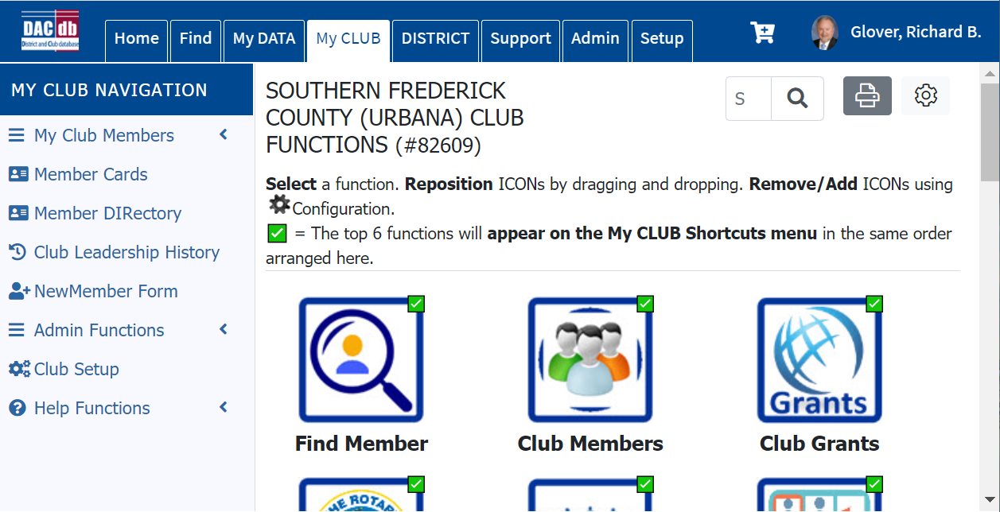 DAC db
District and Club database
Home
Find
My DATA
My CLUB
DISTRICT
Support
Admin
Setup
Glover, Richard B.
MY CLUB NAVIGATION
My Club Members
Member Cards
Member DIRectory
Club Leadership History
NewMember Form
Admin Functions
Club Setup
Help Functions
SOUTHERN FREDERICK
COUNTY (URBANA) CLUB
FUNCTIONS (#82609)
S
Select a function. Reposition ICONs by dragging and dropping. Remove/Add ICONs using
Configuration.
= The top 6 functions will appear on the My CLUB Shortcuts menu in the same order
arranged here.
Grants
Find Member
Club Members
Club Grants
THE ROTAR